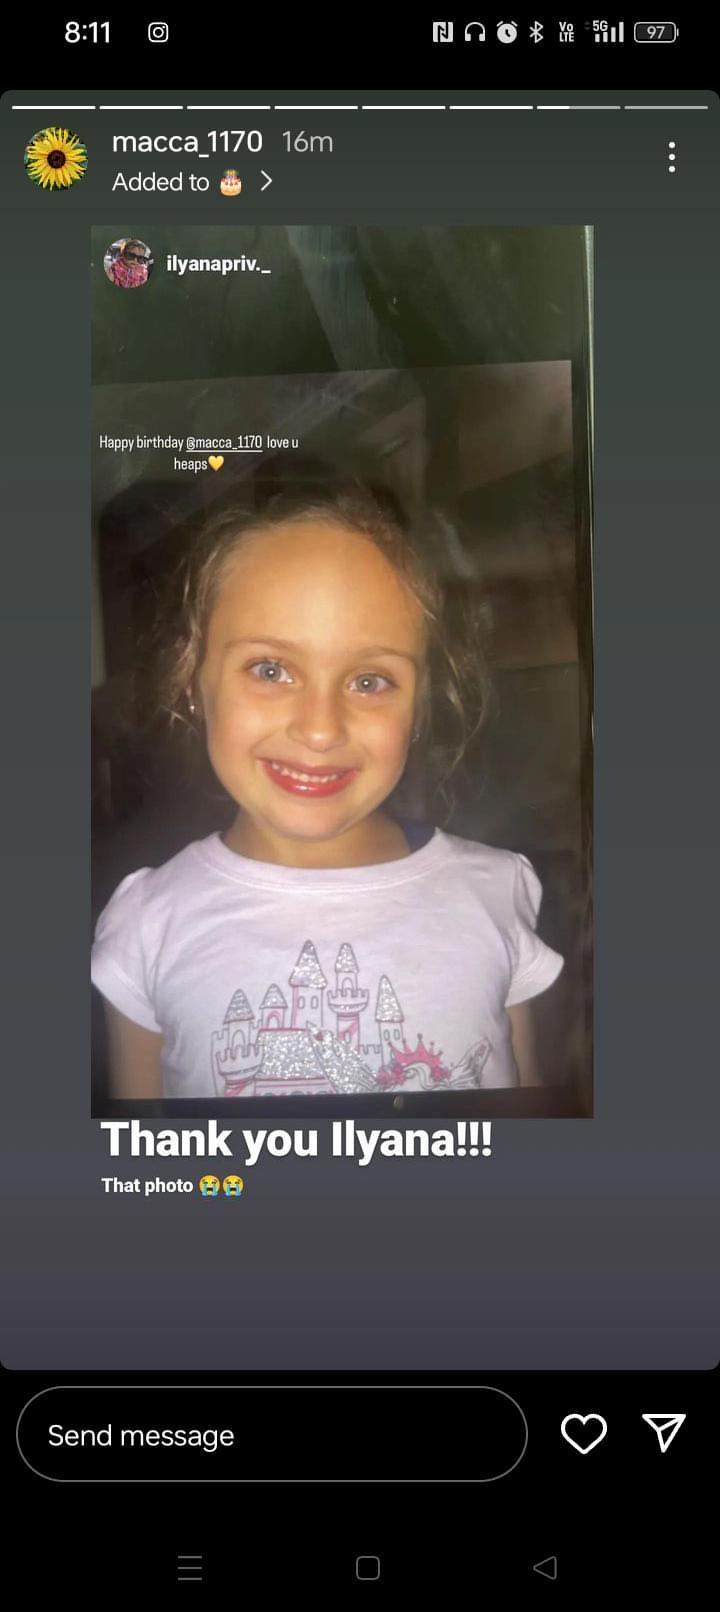 8:11
Vo
LTE
5G
97
macca_1170 16m
Added to 🎂 >
ilyanapriv._
Happy birthday @macca_1170 love u
heaps💛
Thank you Ilyana!!!
That photo 😭😭
Send message